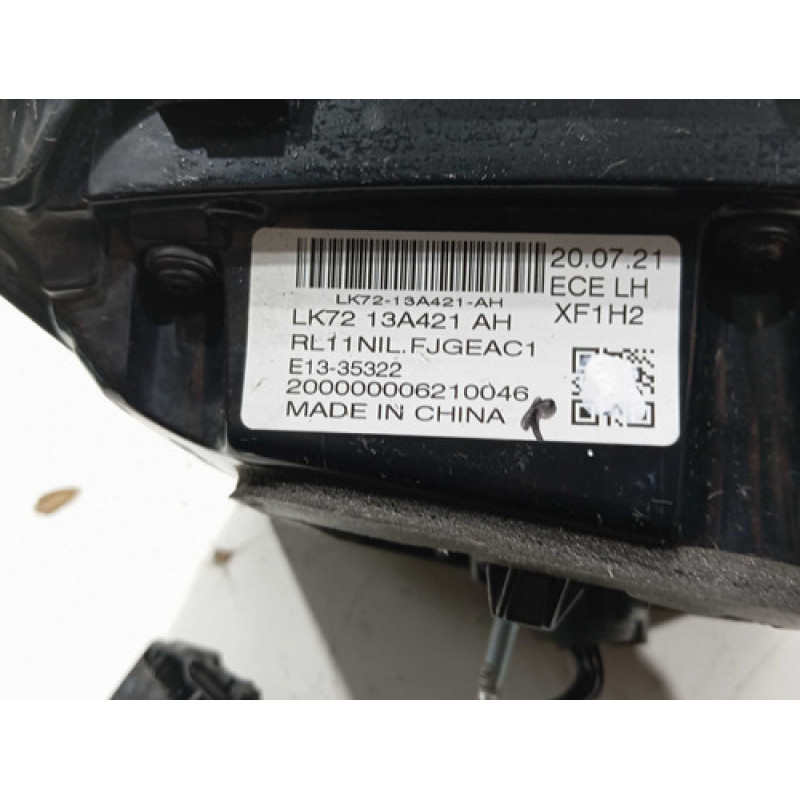 LK72-13A421-AH
LK72 13A421 AH
RL11NIL.FJGEAC1
E13-35322
200000006210046
MADE IN CHINA
20.07.21
ECE LH
XF1H2